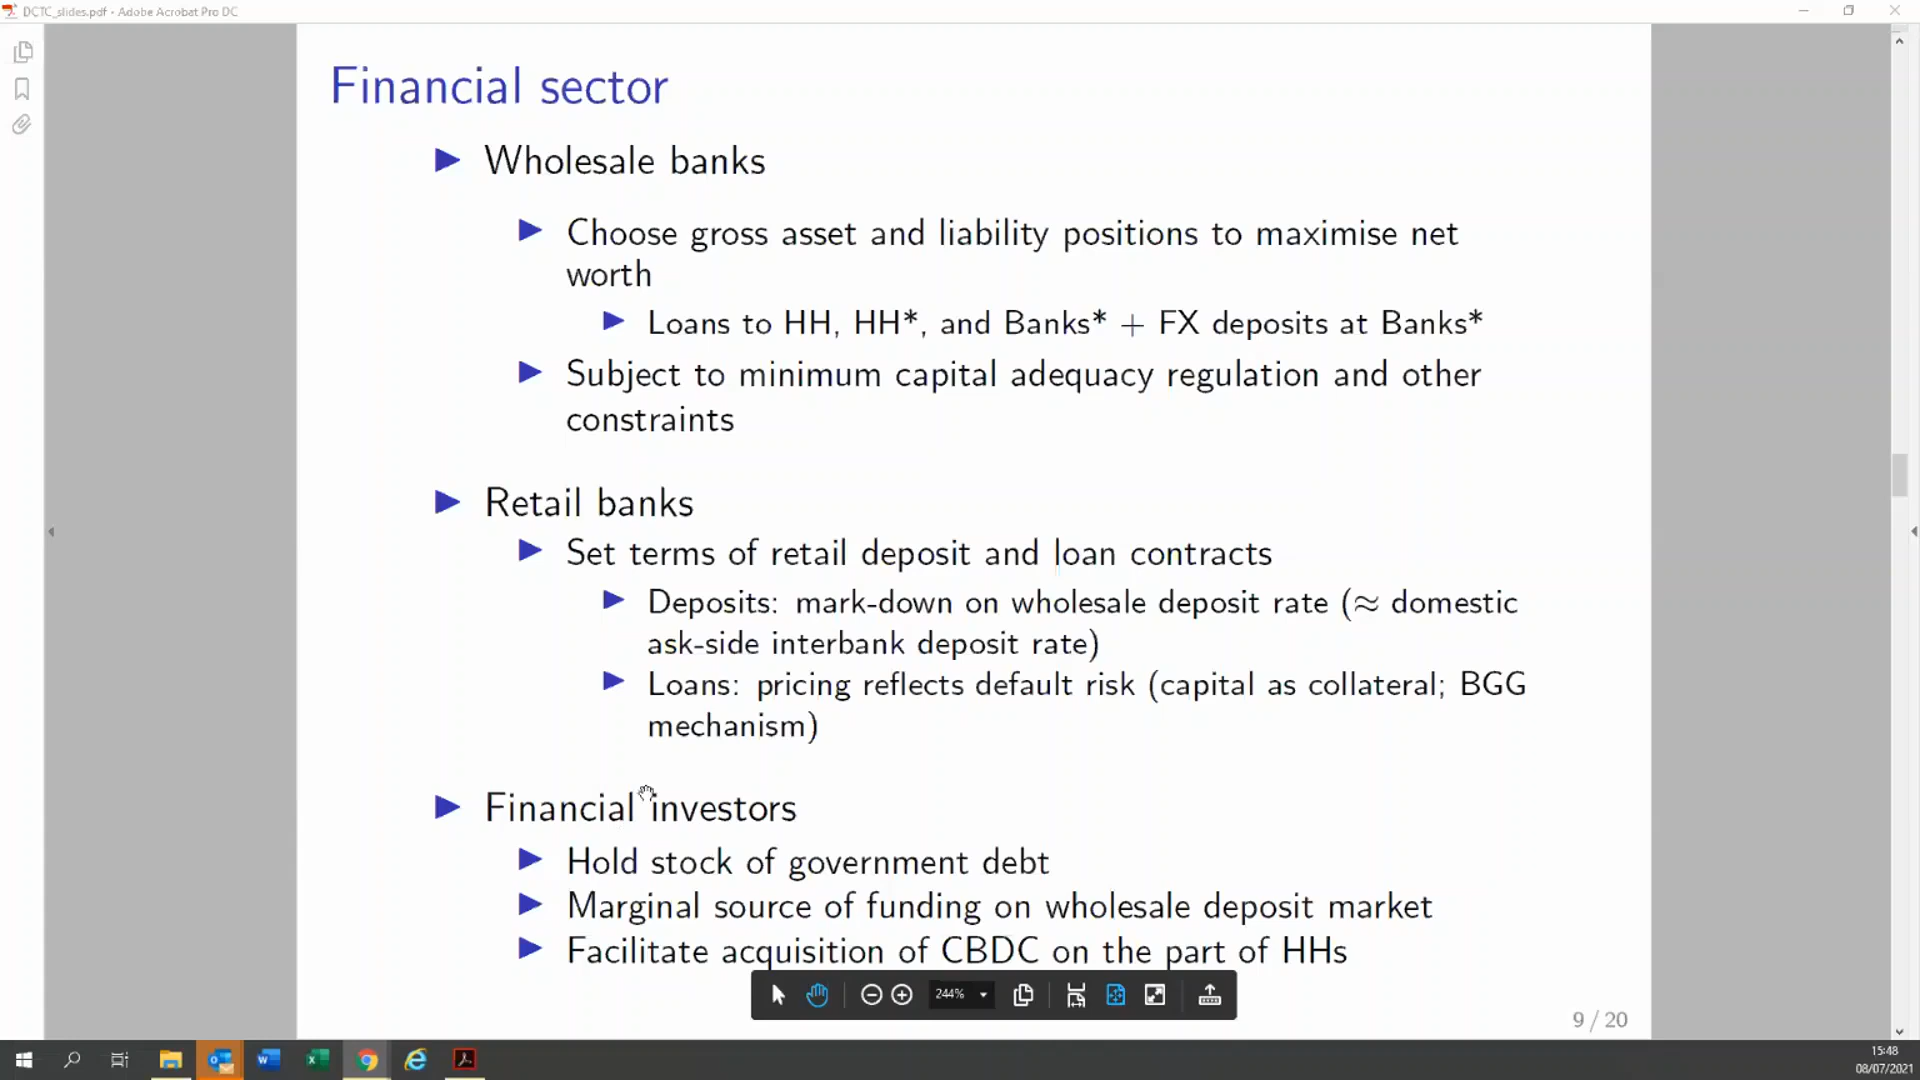 DCTC_slides.pdf - Adobe Acrobat Pro DC
Financial sector
Wholesale banks
Choose gross asset and liability positions to maximise net
worth
Loans to HH, HH*, and Banks* + FX deposits at Banks*
Subject to minimum capital adequacy regulation and other
constraints
Retail banks
Set terms of retail deposit and loan contracts
Deposits: mark-down on wholesale deposit rate (≈ domestic
ask-side interbank deposit rate)
Loans: pricing reflects default risk (capital as collateral; BGG
mechanism)
Financial investors
Hold stock of government debt
Marginal source of funding on wholesale deposit market
Facilitate acquisition of CBDC on the part of HHs
244%
9 / 20
15:48
08/07/2021